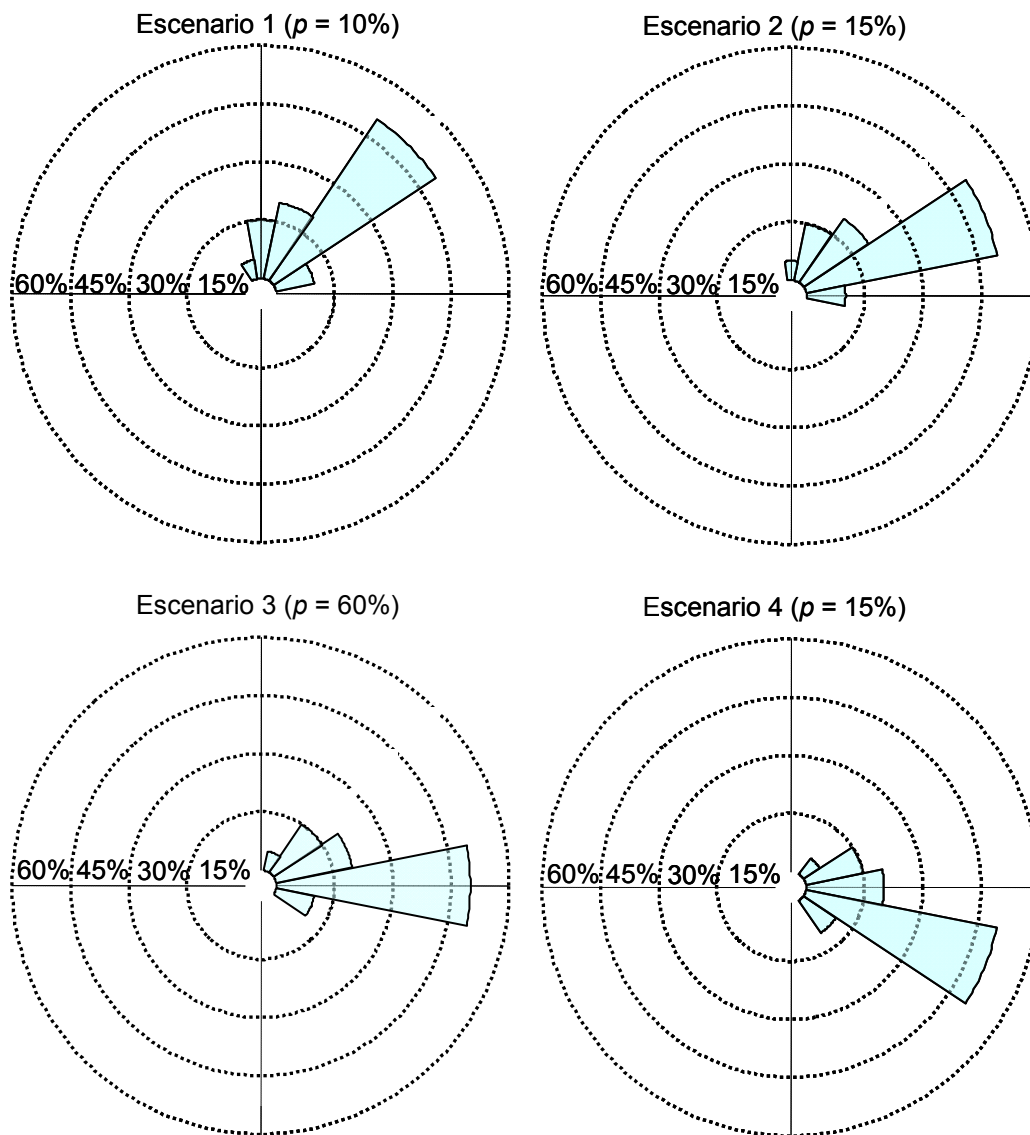 Escenario 1 (p = 10%)
Escenario 2 (p = 15%)
60% 45% 30% 15%
60% 45% 30% 15%
Escenario 3 (p = 60%)
Escenario 4 (p = 15%)
60% 45% 30% 15%
60% 45% 30% 15%